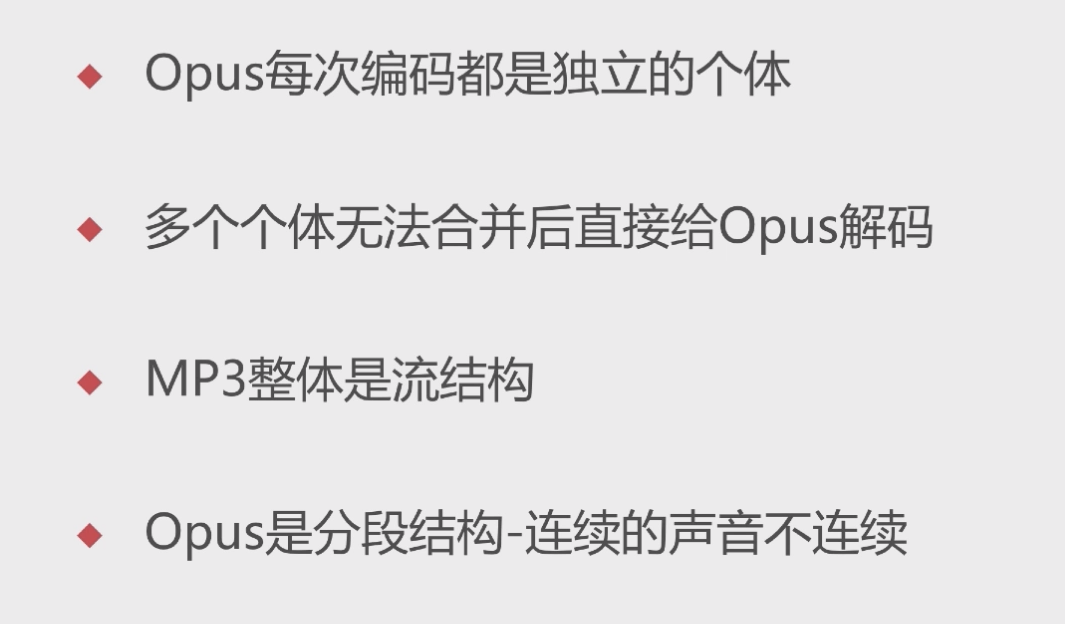 Opus每次编码都是独立的个体
多个个体无法合并后直接给Opus解码
MP3整体是流结构
Opus是分段结构-连续的声音不连续